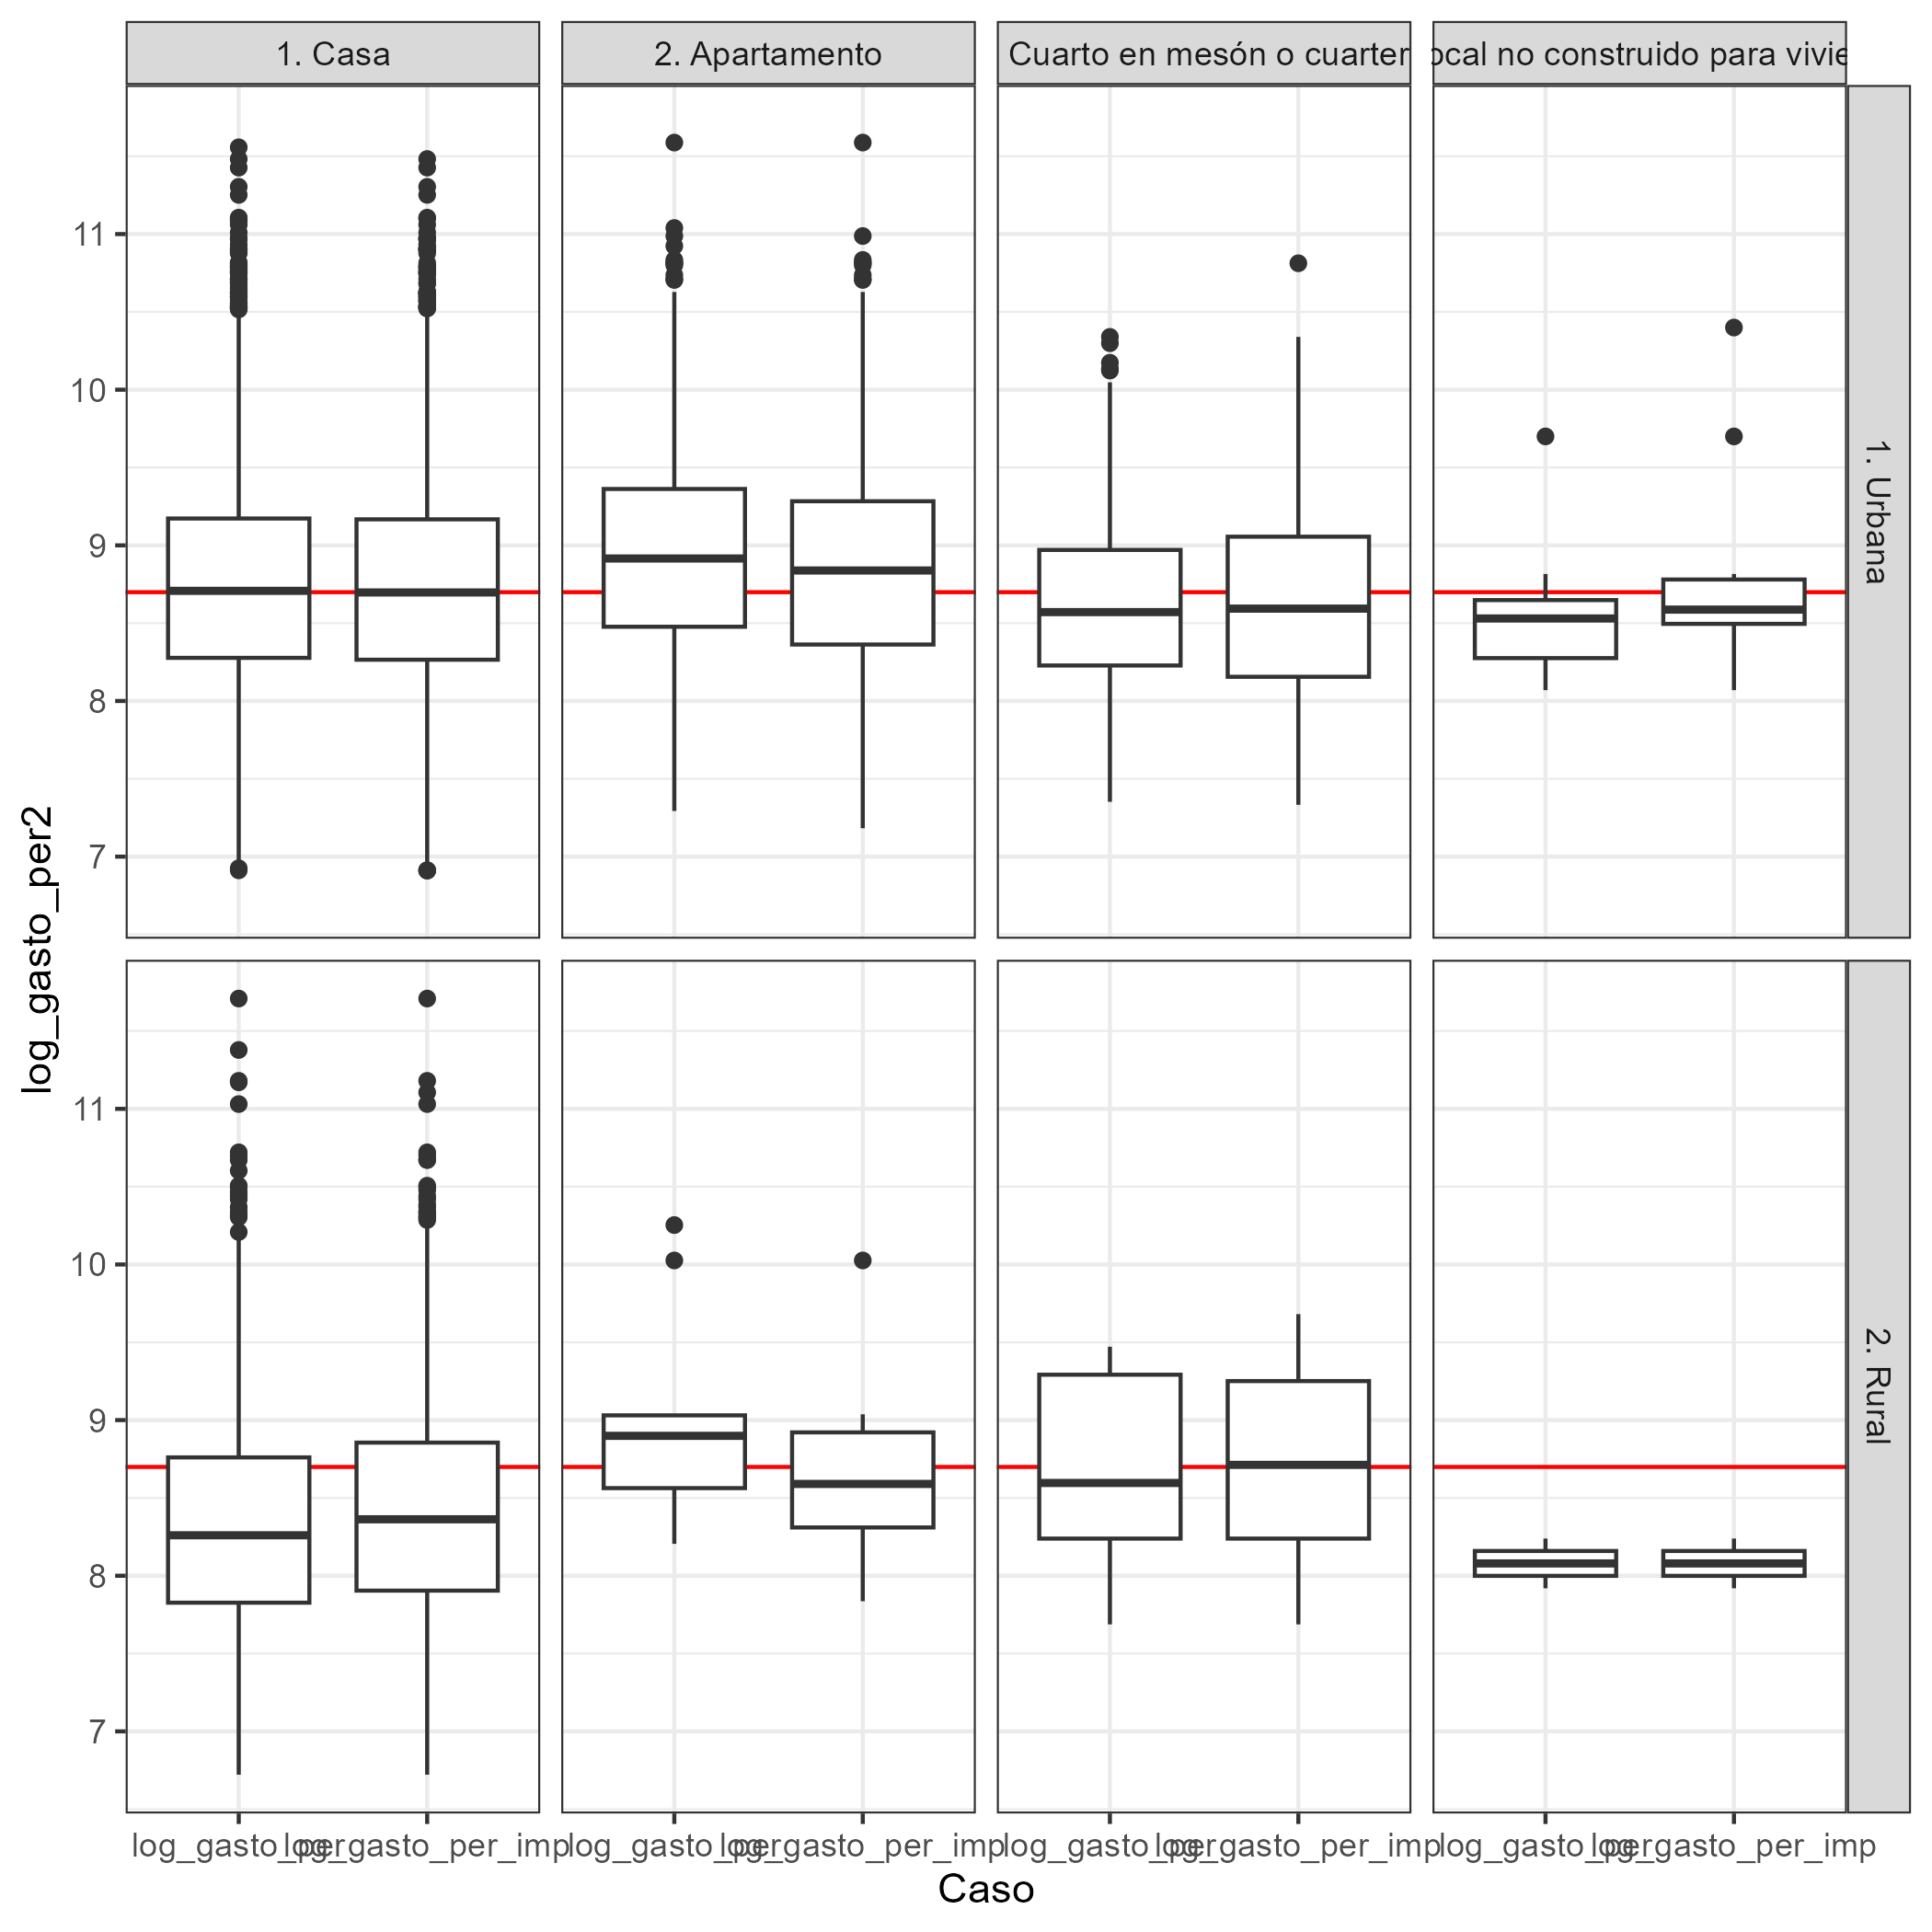 1. Casa
2. Apartamento
Cuarto en mesón o cuarter
ocal no construido para vivie
11
10
9
8
7
1. Urbana
log_gasto_per2
11
10
9
8
7
2. Rural
log_gasto_per log_gasto_per_imp log_gasto_per log_gasto_per_imp log_gasto_per log_gasto_per_imp log_gasto_per log_gasto_per_imp
Caso